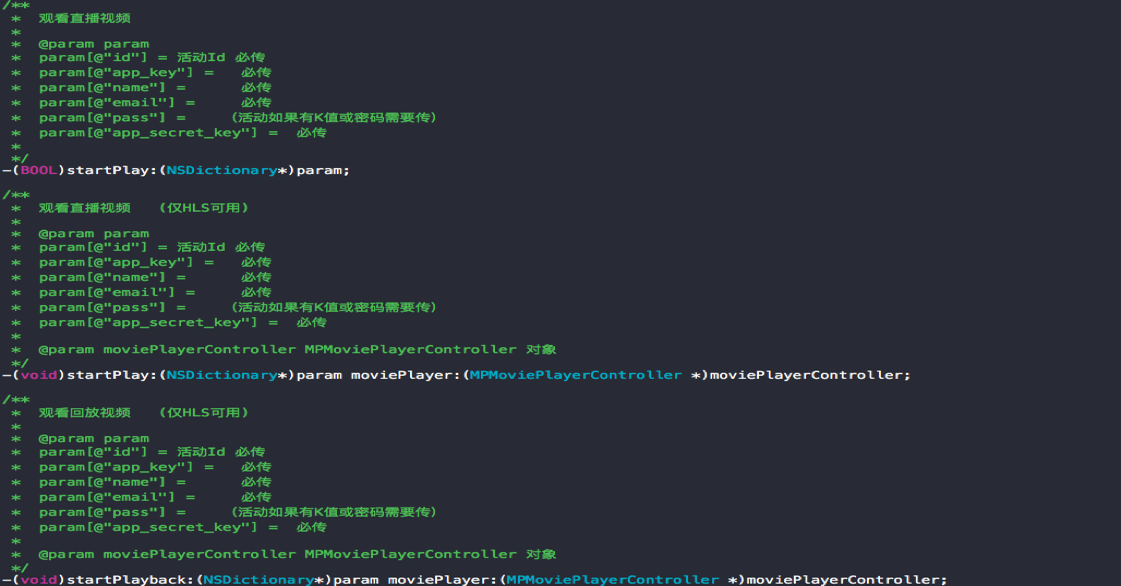 /**
 *  观看直播视频
 *
 *  @param param
 *  param[@"id"] = 活动Id 必传
 *  param[@"app_key"] =   必传
 *  param[@"name"] =      必传
 *  param[@"email"] =     必传
 *  param[@"pass"] =     (活动如果有K值或密码需要传)
 *  param[@"app_secret_key"] =  必传
 *
 */
-(BOOL)startPlay:(NSDictionary*)param;
/**
 *  观看直播视频   (仅HLS可用)
 *
 *  @param param
 *  param[@"id"] = 活动Id 必传
 *  param[@"app_key"] =   必传
 *  param[@"name"] =      必传
 *  param[@"email"] =     必传
 *  param[@"pass"] =     (活动如果有K值或密码需要传)
 *  param[@"app_secret_key"] =  必传
 *
 *  @param moviePlayerController MPMoviePlayerController 对象
 */
-(void)startPlay:(NSDictionary*)param moviePlayer:(MPMoviePlayerController *)moviePlayerController;
/**
 *  观看回放视频   (仅HLS可用)
 *
 *  @param param
 *  param[@"id"] = 活动Id 必传
 *  param[@"app_key"] =   必传
 *  param[@"name"] =      必传
 *  param[@"email"] =     必传
 *  param[@"pass"] =     (活动如果有K值或密码需要传)
 *  param[@"app_secret_key"] =  必传
 *
 *  @param moviePlayerController MPMoviePlayerController 对象
 */
-(void)startPlayback:(NSDictionary*)param moviePlayer:(MPMoviePlayerController *)moviePlayerController;